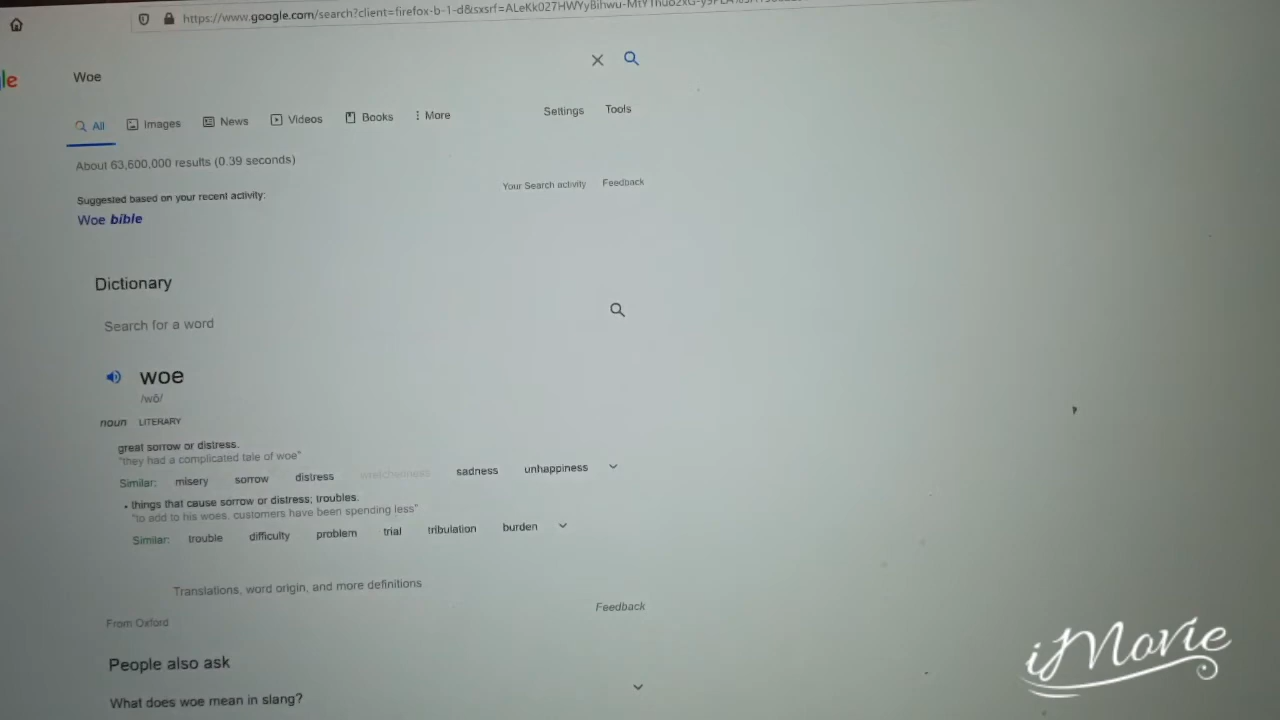 https://www.google.com/search?client=firefox-b-1-d&sxsrf=ALeKk027HWYyBihwu-
le
Woe
All Images News Videos Books More Settings Tools
About 63,600,000 results (0.39 seconds)
Your Search activity Feedback
Suggested based on your recent activity:
Woe bible
Dictionary
Search for a word
woe
/wō/
noun LITERARY
great sorrow or distress.
"they had a complicated tale of woe"
Similar: misery sorrow distress wretchedness sadness unhappiness
• things that cause sorrow or distress; troubles.
"to add to his woes, customers have been spending less"
Similar: trouble difficulty problem trial tribulation burden
Translations, word origin, and more definitions
Feedback
From Oxford
People also ask
What does woe mean in slang?
iMovie